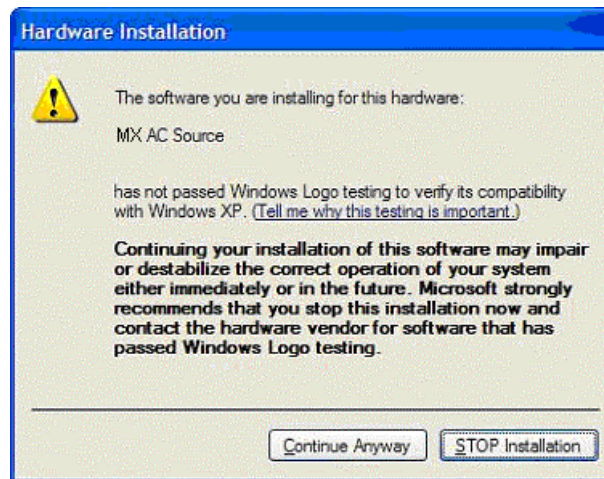 Hardware Installation
The software you are installing for this hardware:
MX AC Source
has not passed Windows Logo testing to verify its compatibility
with Windows XP. (Tell me why this testing is important.)
Continuing your installation of this software may impair
or destabilize the correct operation of your system
either immediately or in the future. Microsoft strongly
recommends that you stop this installation now and
contact the hardware vendor for software that has
passed Windows Logo testing.
Continue Anyway
STOP Installation